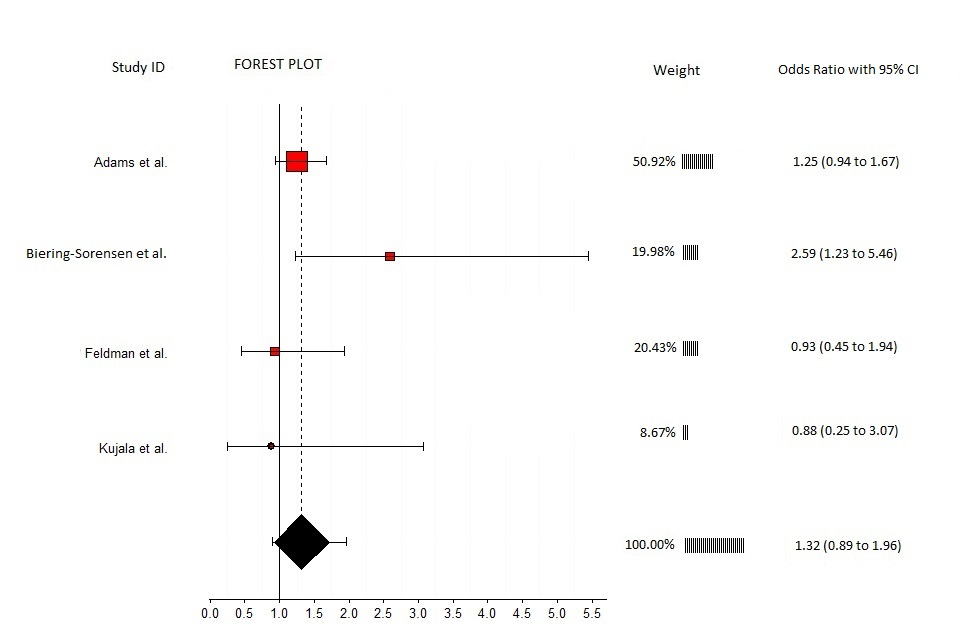 Study ID FOREST PLOT Weight Odds Ratio with 95% CI
Adams et al. 50.92% 1.25 (0.94 to 1.67)
Biering-Sorensen et al. 19.98% 2.59 (1.23 to 5.46)
Feldman et al. 20.43% 0.93 (0.45 to 1.94)
Kujala et al. 8.67% 0.88 (0.25 to 3.07)
100.00% 1.32 (0.89 to 1.96)
0.0 0.5 1.0 1.5 2.0 2.5 3.0 3.5 4.0 4.5 5.0 5.5